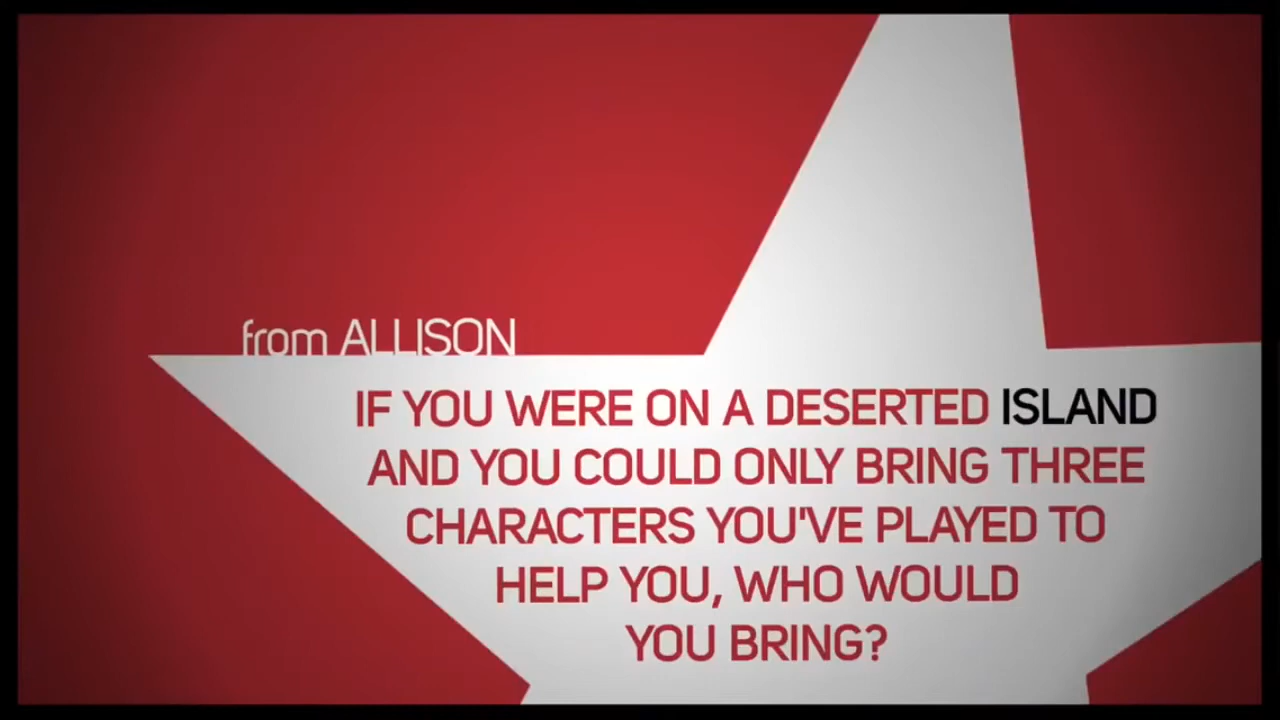 from ALLISON
IF YOU WERE ON A DESERTED ISLAND
AND YOU COULD ONLY BRING THREE
CHARACTERS YOU'VE PLAYED TO
HELP YOU, WHO WOULD
YOU BRING?